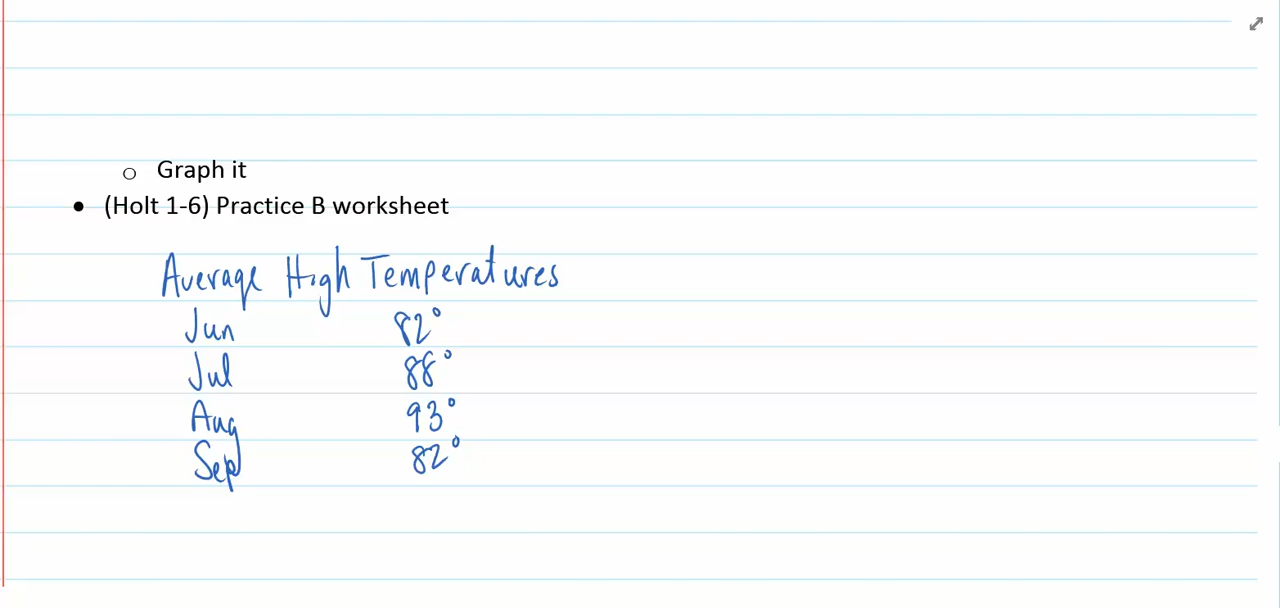 ○ Graph it
• (Holt 1-6) Practice B worksheet
Average High Temperatures
Jun 82°
Jul 88°
Aug 93°
Sep 82°